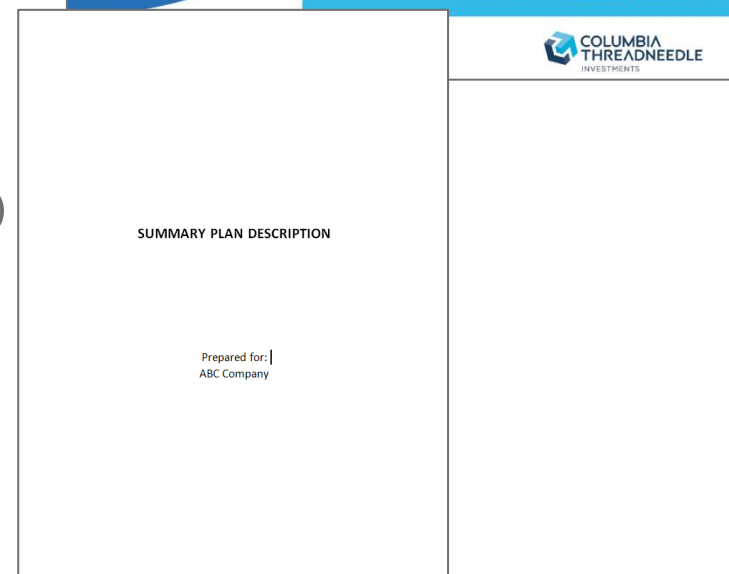 COLUMBIA
THREADNEEDLE
INVESTMENTS
SUMMARY PLAN DESCRIPTION
Prepared for:
ABC Company